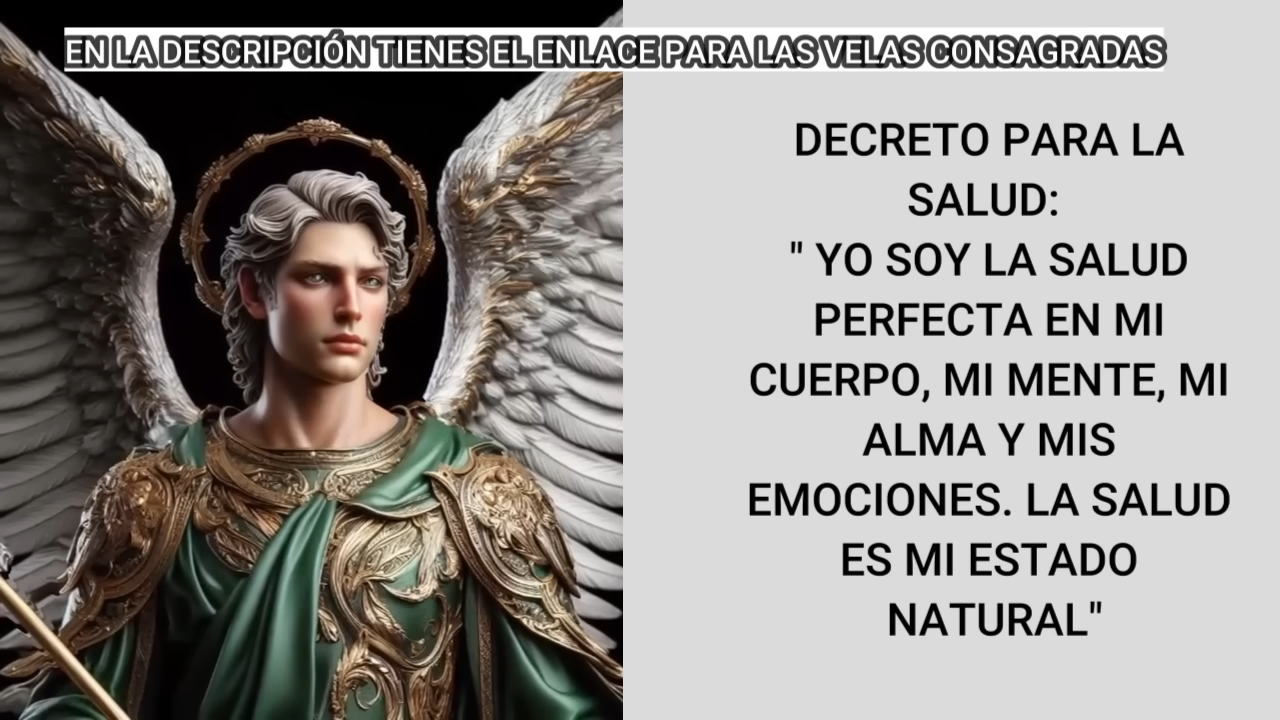 EN LA DESCRIPCIÓN TIENES EL ENLACE PARA LAS VELAS CONSAGRADAS
DECRETO PARA LA
SALUD:
" YO SOY LA SALUD
PERFECTA EN MI
CUERPO, MI MENTE, MI
ALMA Y MIS
EMOCIONES. LA SALUD
ES MI ESTADO
NATURAL"